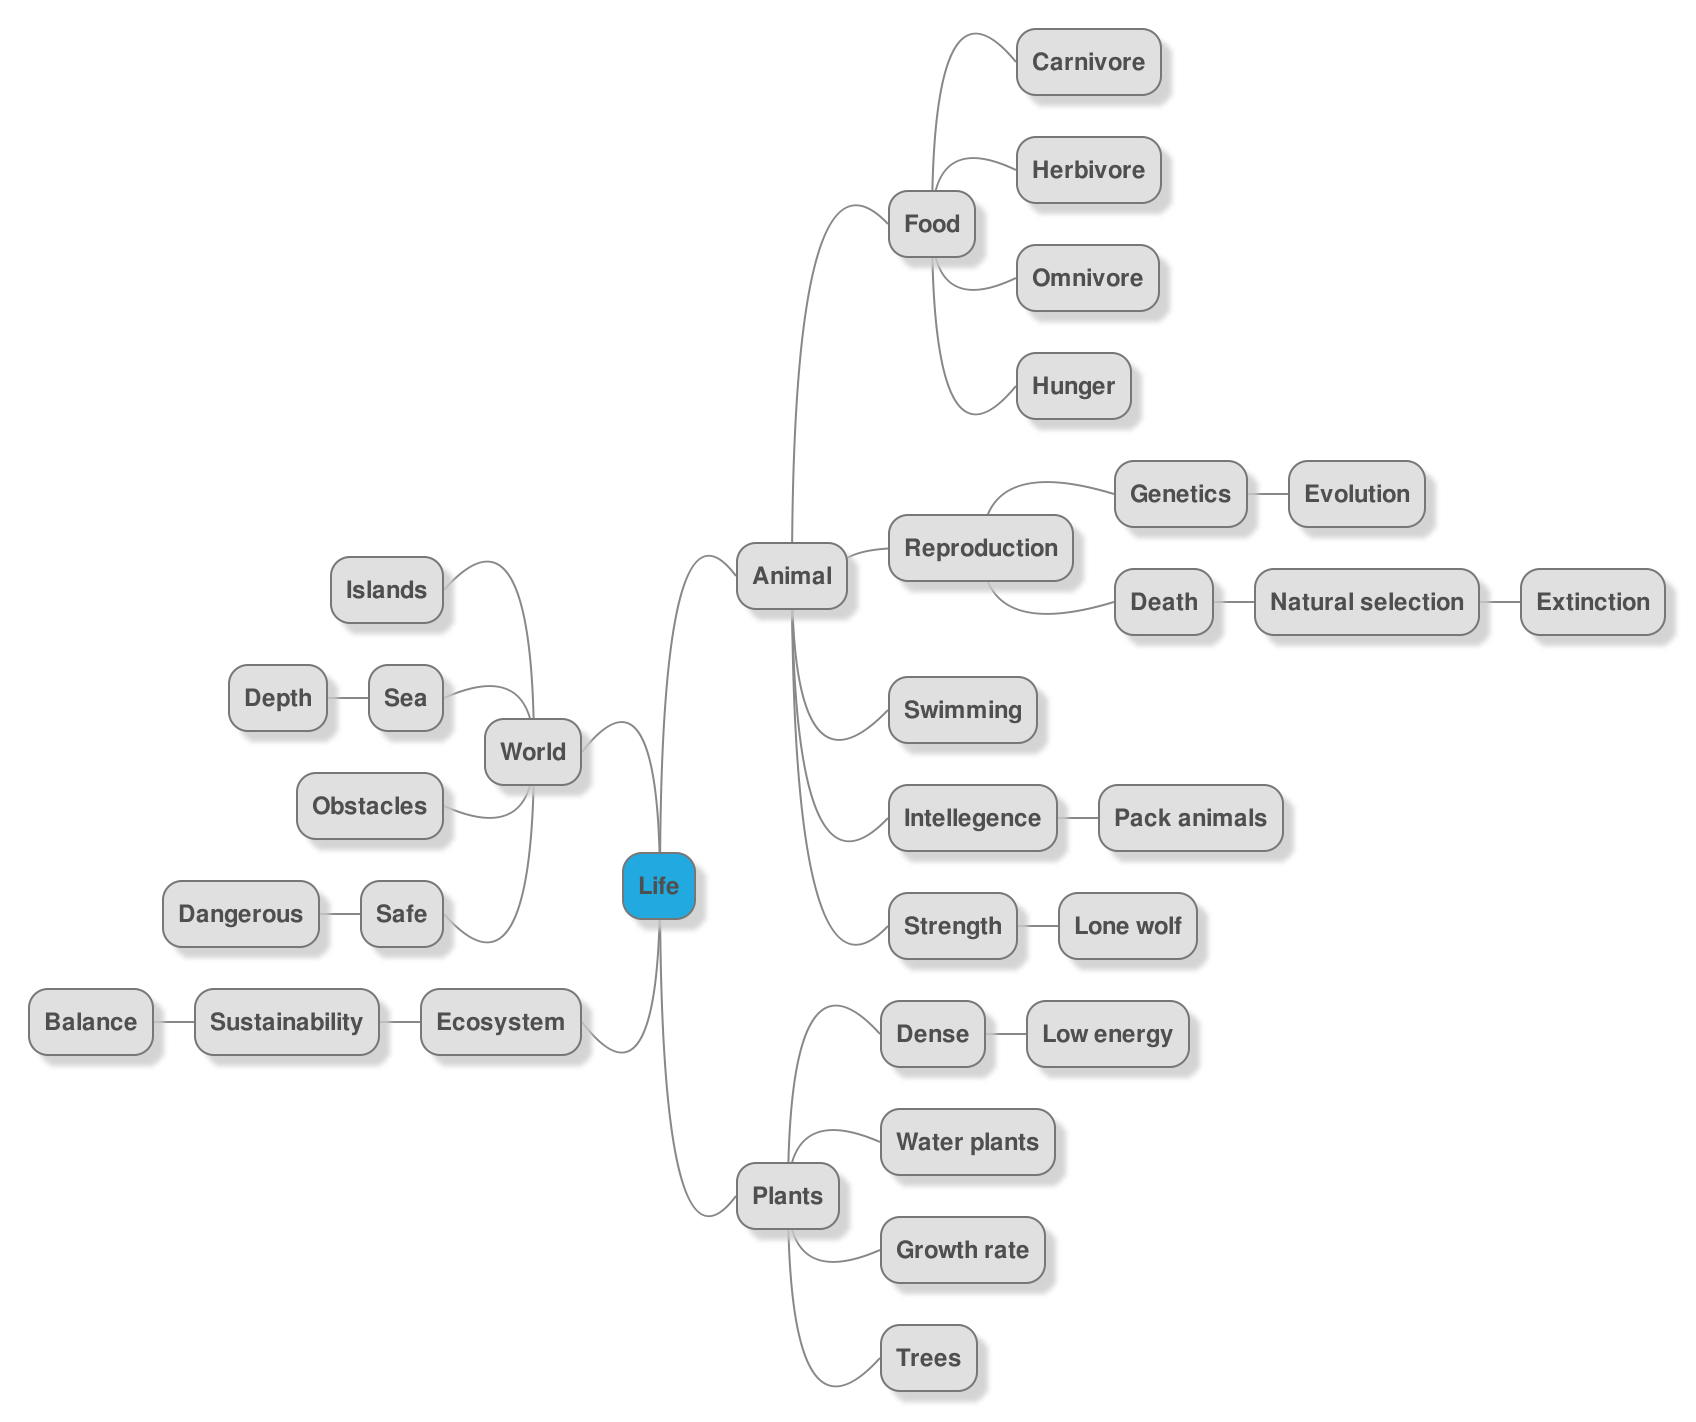 Carnivore
Herbivore
Food
Omnivore
Hunger
Genetics
Evolution
Reproduction
Animal
Death
Natural selection
Extinction
Islands
Depth
Sea
Swimming
World
Obstacles
Intellegence
Pack animals
Life
Dangerous
Safe
Strength
Lone wolf
Balance
Sustainability
Ecosystem
Dense
Low energy
Water plants
Plants
Growth rate
Trees